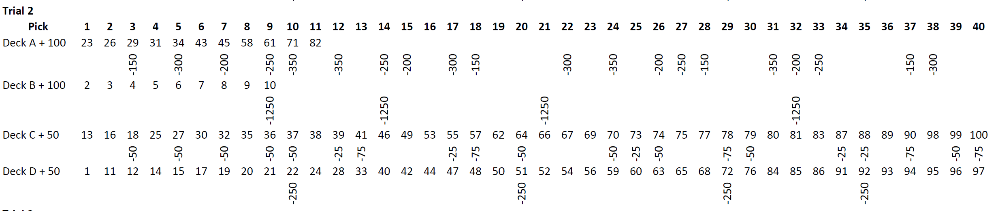 Trial 2
Pick 1 2 3 4 5 6 7 8 9 10 11 12 13 14 15 16 17 18 19 20 21 22 23 24 25 26 27 28 29 30 31 32 33 34 35 36 37 38 39 40
Deck A + 100 23 26 29 31 34 43 45 58 61 71 82
-150 -300 -200 -250 -350 -350 -250 -200 -300 -150 -300 -350 -200 -250 -150 -350 -200 -250 -150 -300
Deck B + 100 2 3 4 5 6 7 8 9 10
-1250 -1250 -1250 -1250
Deck C + 50 13 16 18 25 27 30 32 35 36 37 38 39 41 46 49 53 55 57 62 64 66 67 69 70 73 74 75 77 78 79 80 81 83 87 88 89 90 98 99 100
-50 -50 -50 -50 -50 -25 -75 -25 -75 -50 -50 -25 -50 -75 -50 -25 -25 -75 -50 -75
Deck D + 50 1 11 12 14 15 17 19 20 21 22 24 28 33 40 42 44 47 48 50 51 52 54 56 59 60 63 65 68 72 76 84 85 86 91 92 93 94 95 96 97
-250 -250 -250 -250